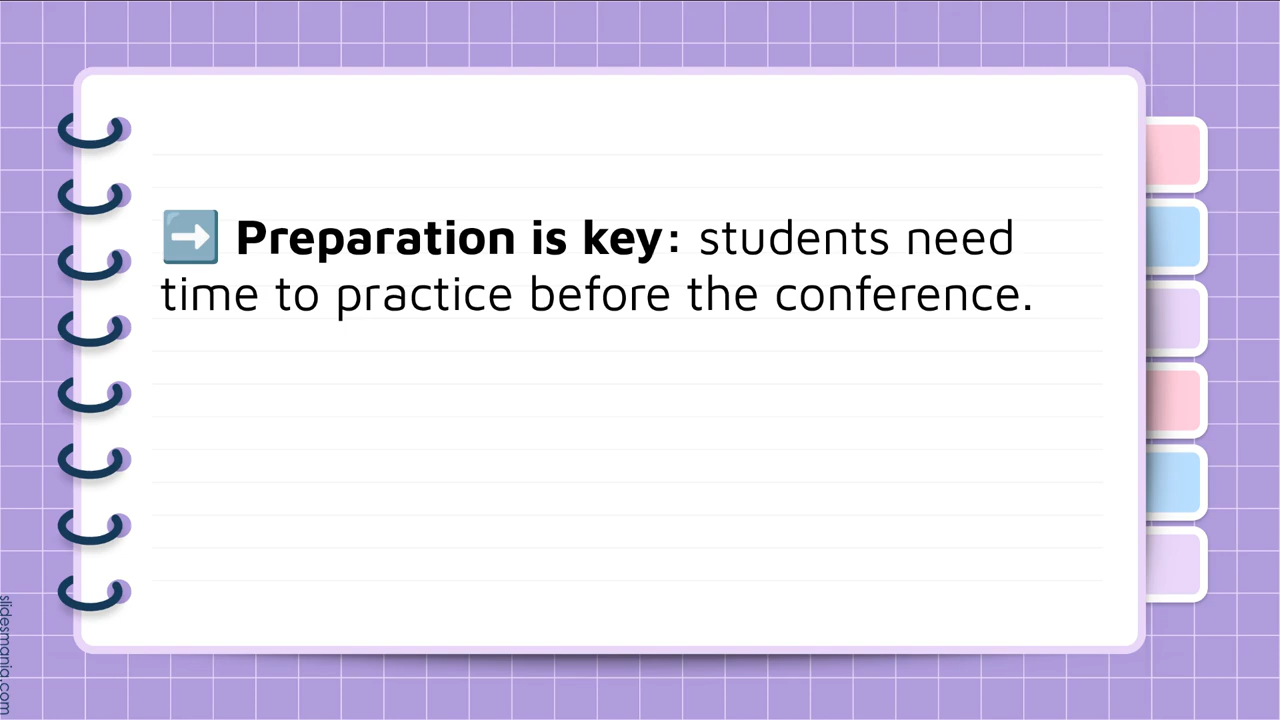 ➡️ Preparation is key: students need
time to practice before the conference.
slidesmania.com